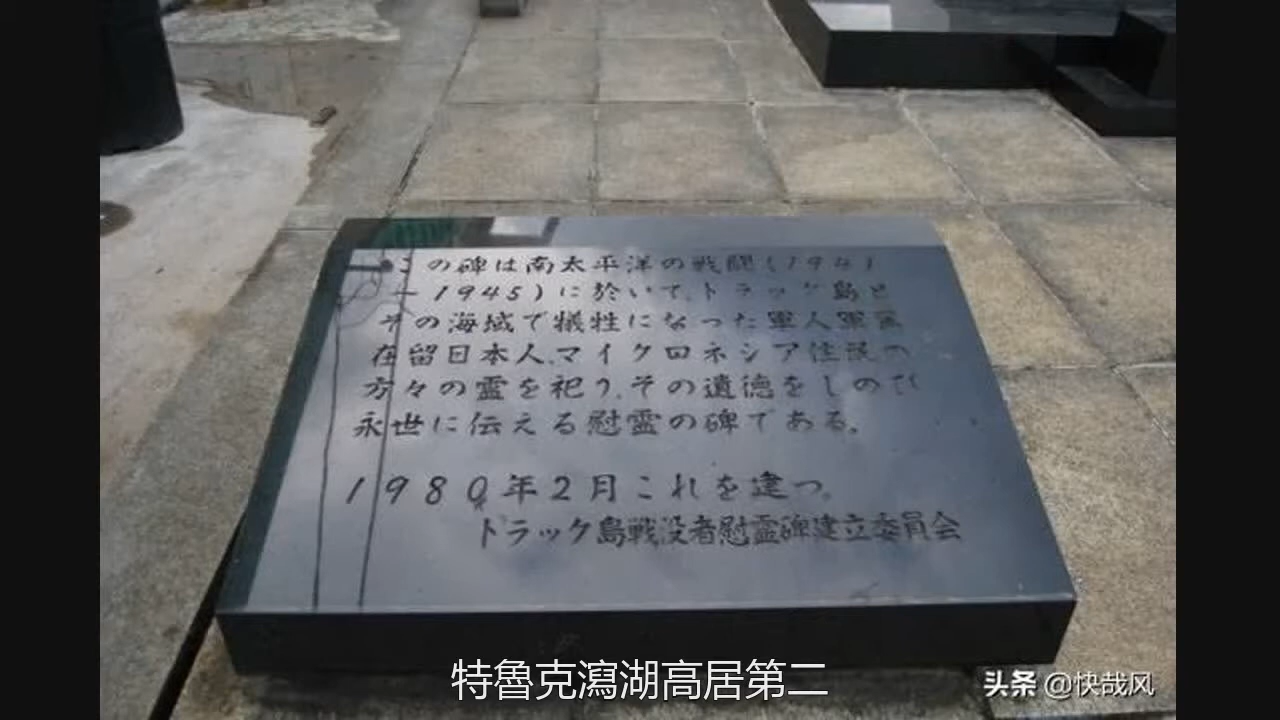 この碑は南太平洋の戦闘(1941
-1945)に於いて、トラック島と
その海域で犠牲になった軍人軍属
在留日本人、マイクロネシア住民の
方々の霊を祀り、その遺徳をしのび
永世に伝える慰霊の碑である。
1980年2月これを建つ。
トラック島戦没者慰霊碑建立委員会
特魯克瀉湖高居第二
头条 @快哉风